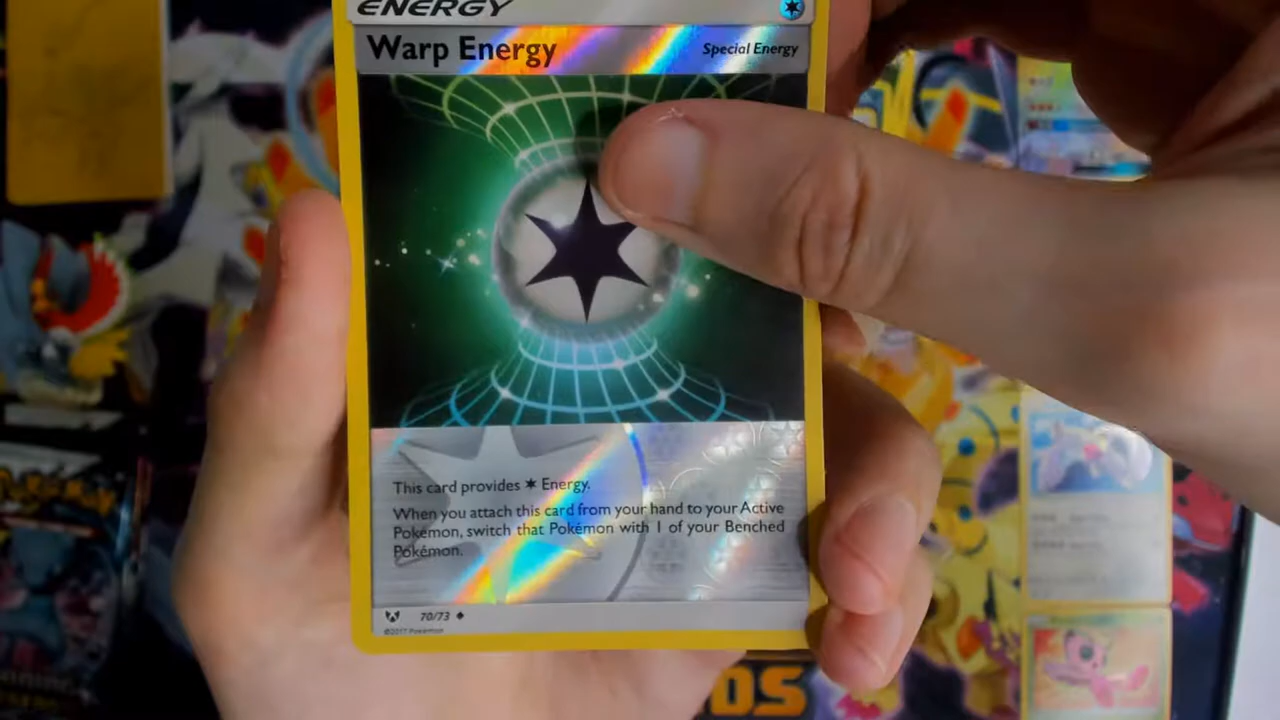 ENERGY
Warp Energy
Special Energy
This card provides Energy.
When you attach this card from your hand to your Active
Pokémon, switch that Pokémon with 1 of your Benched
Pokémon.
70/73
©2017 Pokémon